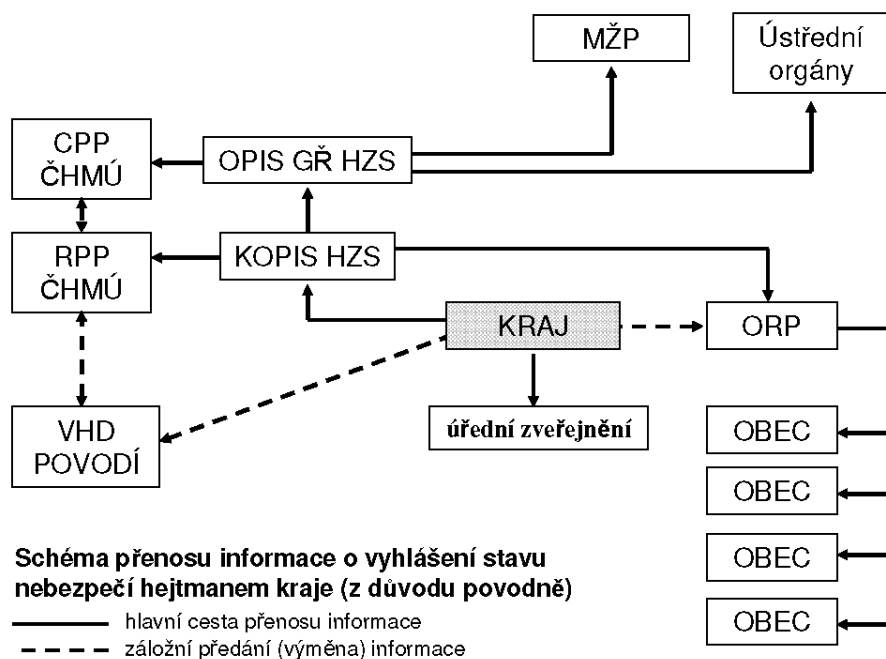 MŽP
Ústřední
orgány
CPP
ČHMÚ
OPIS GŘ HZS
RPP
ČHMÚ
KOPIS HZS
KRAJ
ORP
VHD
POVODÍ
úřední zveřejnění
OBEC
OBEC
OBEC
OBEC
Schéma přenosu informace o vyhlášení stavu
nebezpečí hejtmanem kraje (z důvodu povodně)
hlavní cesta přenosu informace
záložní předání (výměna) informace